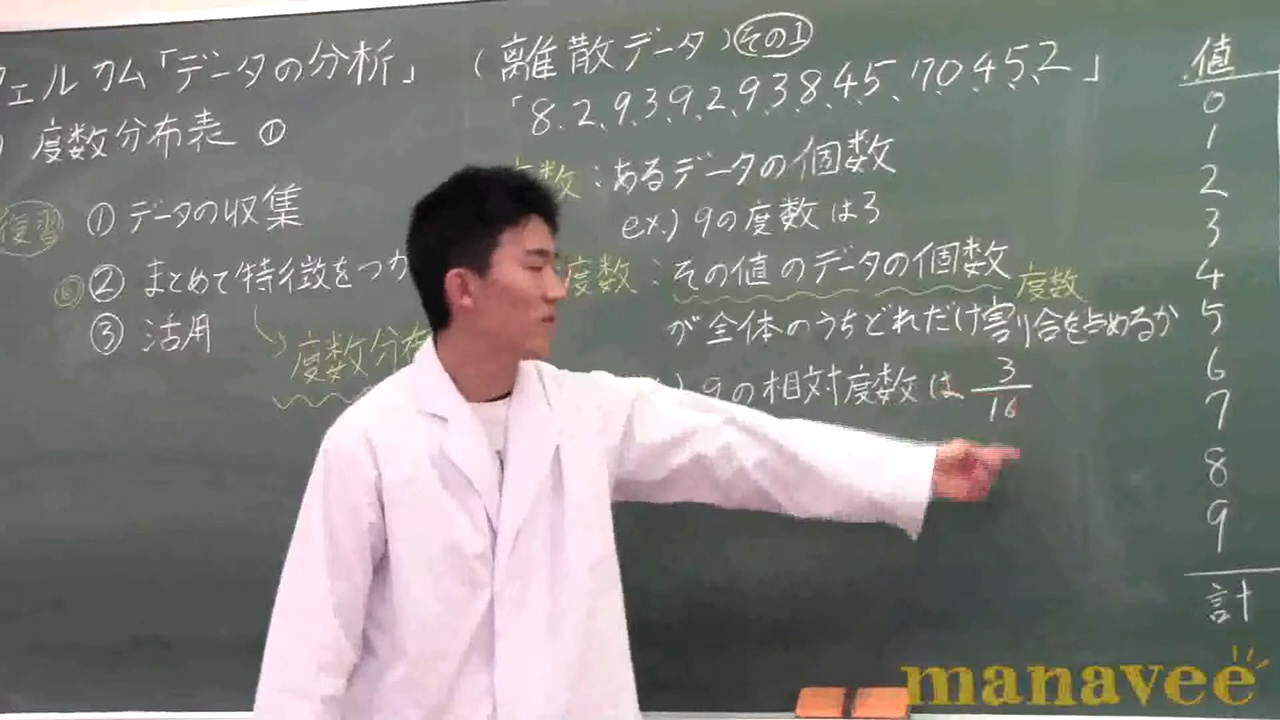 ェルカム「データの分析」
度数分布表 ①
復習
① データの収集
② まとめて特徴をつか
③ 活用
度数分布
(離散データ) その1
「8.2、9.3、9、2、9、3、8、4、5、7、0、4、5、2」
度数:あるデータの個数
ex.) 9の度数は3
度数:その値のデータの個数
度数
が全体のうちどれだけ割り合を占めるか
9の相対度数は 3/16
値
0
1
2
3
4
5
6
7
8
9
計
manavee